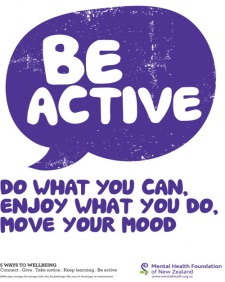 BE
ACTIVE
DO WHAT YOU CAN,
ENJOY WHAT YOU DO,
MOVE YOUR MOOD
5 WAYS TO WELLBEING
Connect . Give . Take notice . Keep learning . Be active
Mental Health Foundation
of New Zealand
www.mentalhealth.org.nz